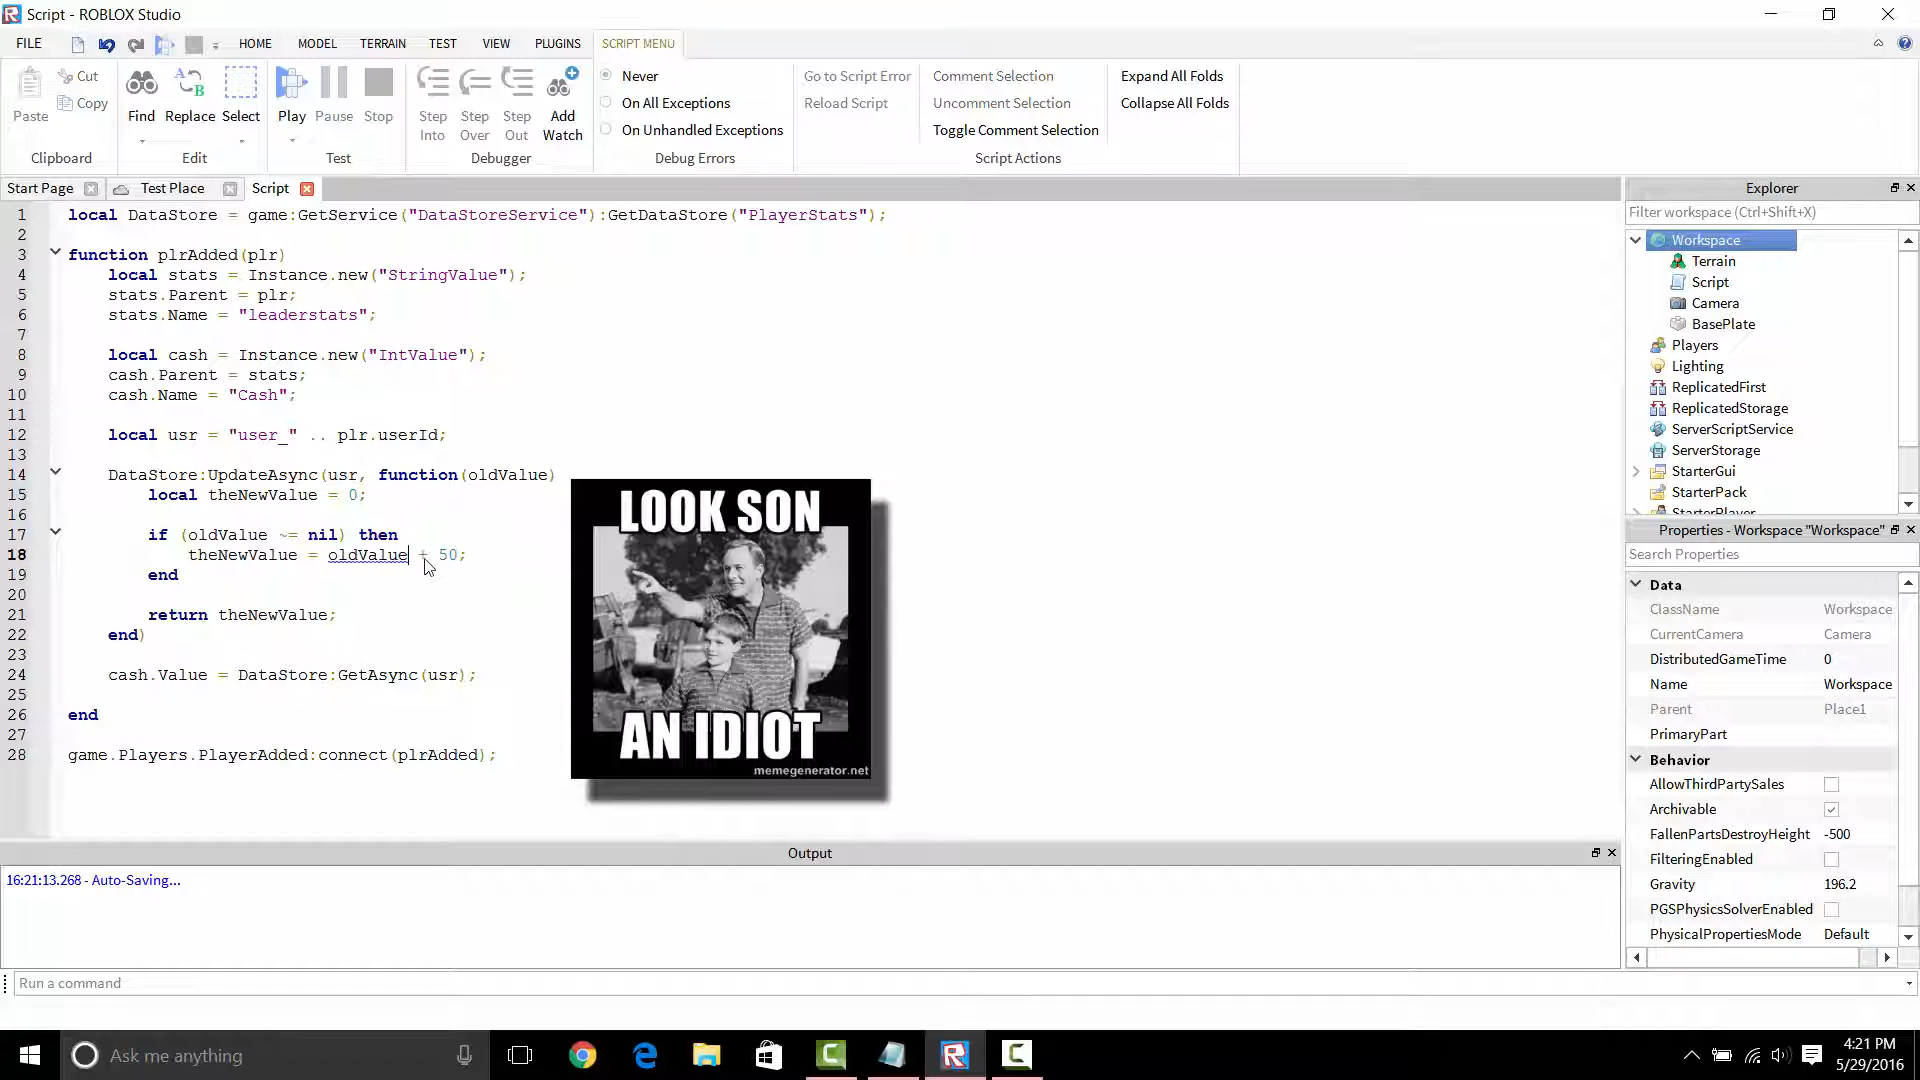 Script - ROBLOX Studio
FILE HOME MODEL TERRAIN TEST VIEW PLUGINS SCRIPT MENU
Paste Cut Copy Clipboard
Find Replace Select Edit
Play Pause Stop Test
Step Into Step Over Step Out Add Watch Debugger
Never
On All Exceptions
On Unhandled Exceptions
Debug Errors
Go to Script Error
Reload Script
Comment Selection
Uncomment Selection
Toggle Comment Selection
Script Actions
Expand All Folds
Collapse All Folds
Start Page Test Place Script
1 local DataStore = game:GetService("DataStoreService"):GetDataStore("PlayerStats");
2
3 function plrAdded(plr)
4 local stats = Instance.new("StringValue");
5 stats.Parent = plr;
6 stats.Name = "leaderstats";
7
8 local cash = Instance.new("IntValue");
9 cash.Parent = stats;
10 cash.Name = "Cash";
11
12 local usr = "user_" .. plr.userId;
13
14 DataStore:UpdateAsync(usr, function(oldValue)
15 local theNewValue = 0;
16
17 if (oldValue ~= nil) then
18 theNewValue = oldValue + 50;
19 end
20
21 return theNewValue;
22 end)
23
24 cash.Value = DataStore:GetAsync(usr);
25
26 end
27
28 game.Players.PlayerAdded:connect(plrAdded);
LOOK SON
AN IDIOT
memegenerator.net
Output
16:21:13.268 - Auto-Saving...
Run a command
Explorer
Filter workspace (Ctrl+Shift+X)
Workspace
Terrain
Script
Camera
BasePlate
Players
Lighting
ReplicatedFirst
ReplicatedStorage
ServerScriptService
ServerStorage
StarterGui
StarterPack
StarterPlayer
Properties - Workspace "Workspace"
Search Properties
Data
ClassName Workspace
CurrentCamera Camera
DistributedGameTime 0
Name Workspace
Parent Place1
PrimaryPart
Behavior
AllowThirdPartySales
Archivable
FallenPartsDestroyHeight -500
FilteringEnabled
Gravity 196.2
PGSPhysicsSolverEnabled
PhysicalPropertiesMode Default
Ask me anything
4:21 PM
5/29/2016